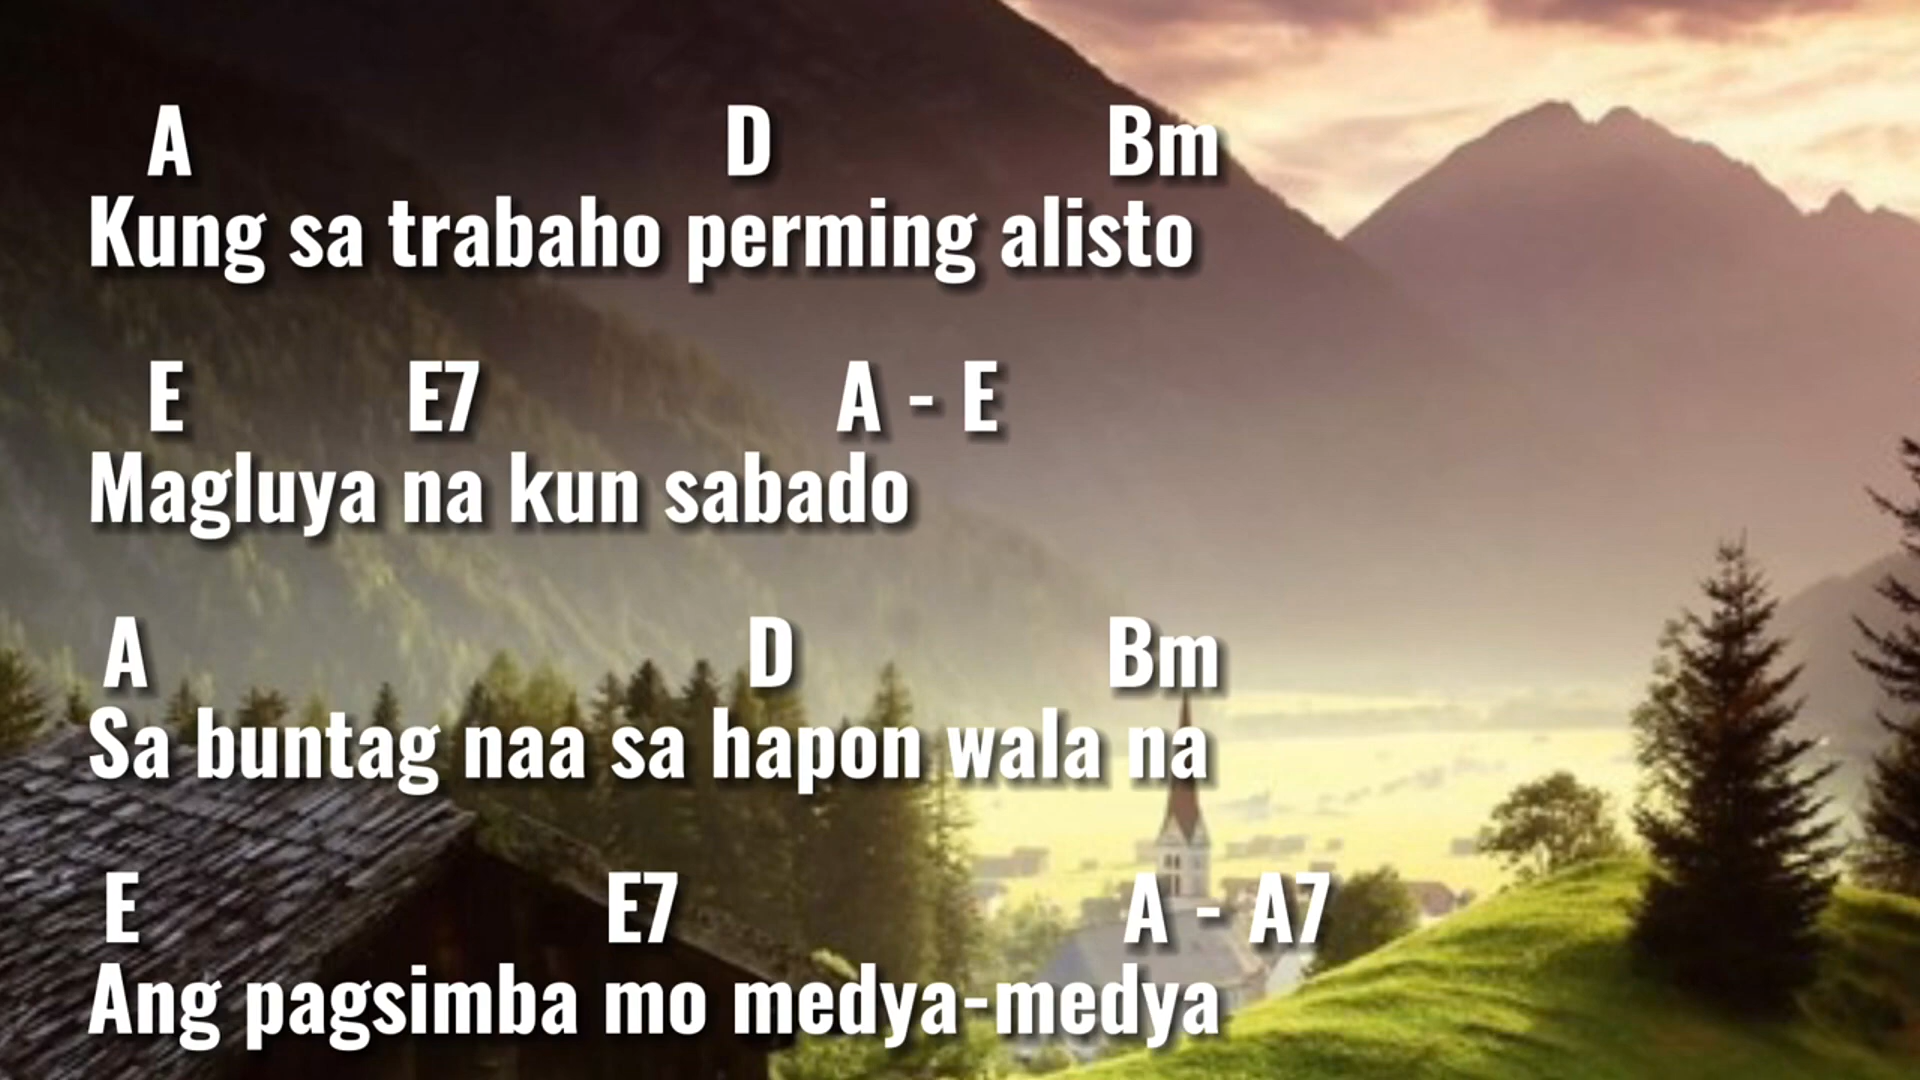 A D Bm
Kung sa trabaho perming alisto
E E7 A - E
Magluya na kun sabado
A D Bm
Sa buntag naa sa hapon wala na
E E7 A - A7
Ang pagsimba mo medya-medya